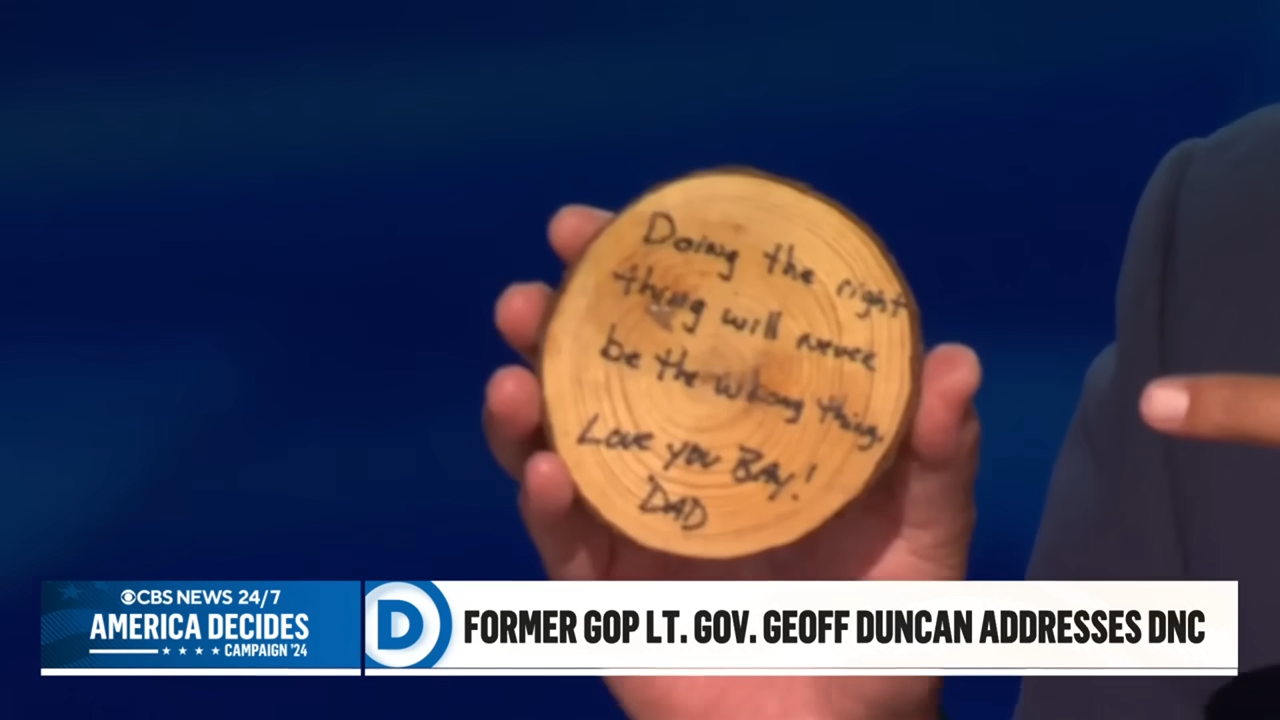 Doing the right
thing will never
be the wrong thing.
Love you BAY!
DAD
CBS NEWS 24/7
AMERICA DECIDES
CAMPAIGN '24
D
FORMER GOP LT. GOV. GEOFF DUNCAN ADDRESSES DNC